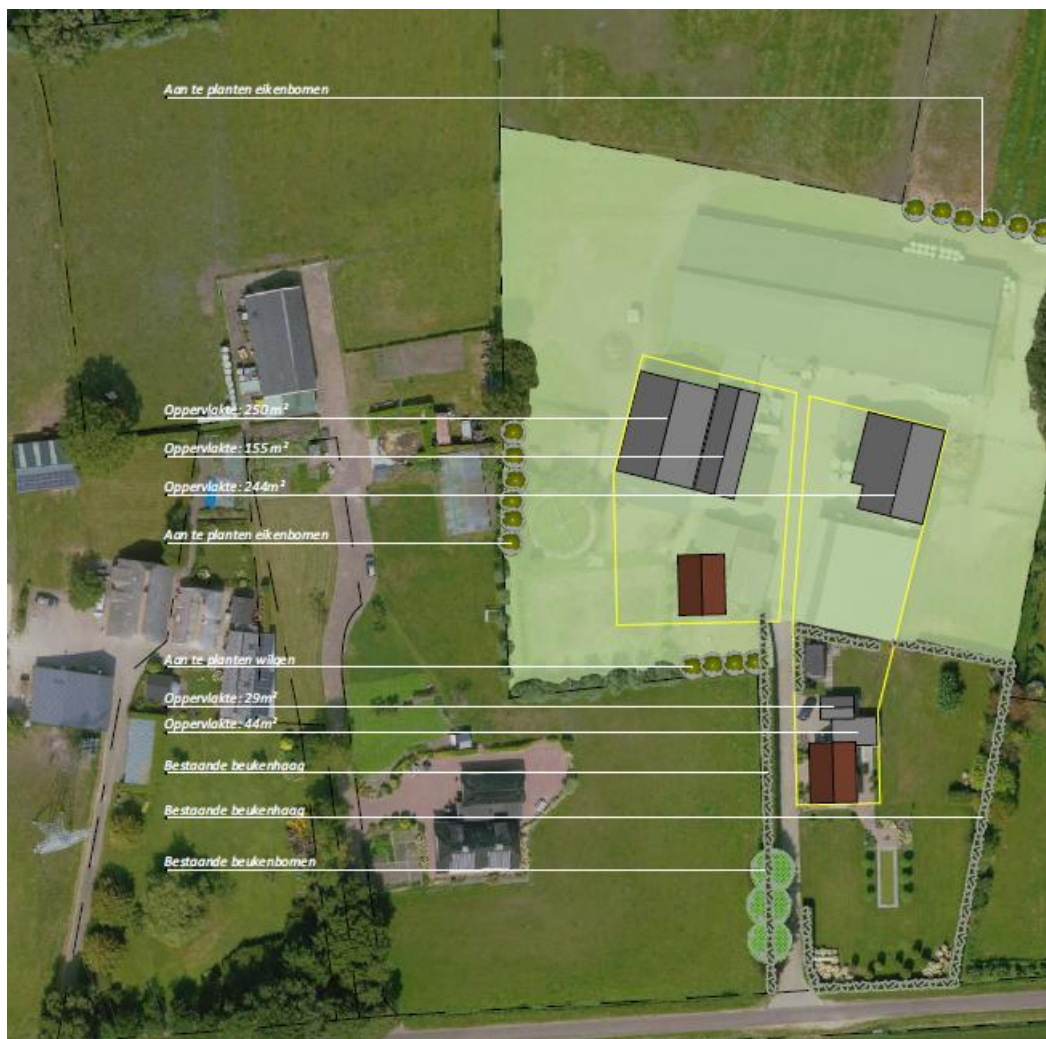 Aan te planten eikenbomen
Oppervlakte: 250 m²
Oppervlakte: 155 m²
Oppervlakte: 244m²
Aan te planten eikenbomen
Aan te planten wilgen
Oppervlakte: 29m²
Oppervlakte: 44m²
Bestaande beukenhaag
Bestaande beukenhaag
Bestaande beukenbomen